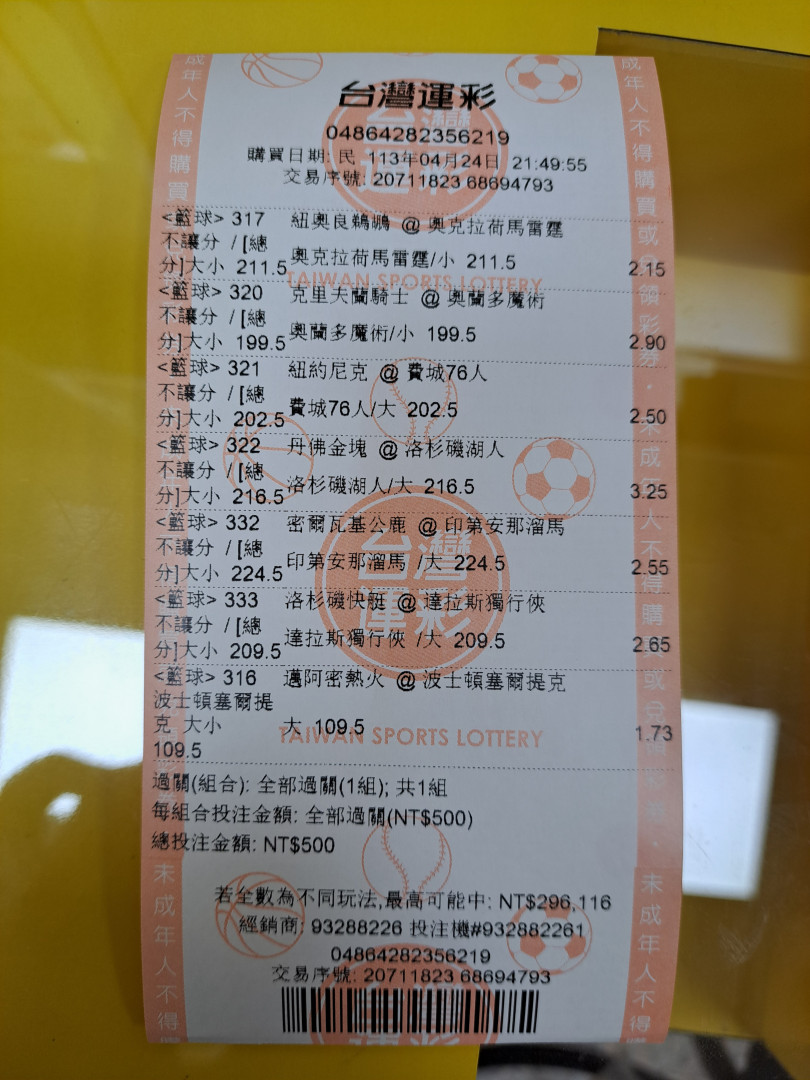 台灣運彩
04864282356219
購買日期: 民 113年04月24日 21:49:55
交易序號: 20711823 68694793
<籃球> 317 紐奧良鵜鶘 @ 奧克拉荷馬雷霆
不讓分 / [總
分]大小 211.5 奧克拉荷馬雷霆/小 211.5 2.15
TAIWAN SPORTS LOTTERY
<籃球> 320 克里夫蘭騎士 @ 奧蘭多魔術
不讓分 / [總
分]大小 199.5 奧蘭多魔術/小 199.5 2.90
<籃球> 321 紐約尼克 @ 費城76人
不讓分 / [總
分]大小 202.5 費城76人/大 202.5 2.50
<籃球> 322 丹佛金塊 @ 洛杉磯湖人
不讓分 / [總
分]大小 216.5 洛杉磯湖人/大 216.5 3.25
<籃球> 332 密爾瓦基公鹿 @ 印第安那溜馬
不讓分 / [總
分]大小 224.5 印第安那溜馬 /大 224.5 2.55
台灣運彩
<籃球> 333 洛杉磯快艇 @ 達拉斯獨行俠
不讓分 / [總
分]大小 209.5 達拉斯獨行俠 /大 209.5 2.65
<籃球> 316 邁阿密熱火 @ 波士頓塞爾提克
波士頓塞爾提
克 大小 大 109.5 1.73
109.5
TAIWAN SPORTS LOTTERY
過關(組合): 全部過關(1組); 共1組
每組合投注金額: 全部過關(NT$500)
總投注金額: NT$500
若全數為不同玩法,最高可能中: NT$296,116
經銷商: 93288226 投注機#932882261
04864282356219
交易序號: 20711823 68694793
成年人不得購買
未成年人不得
成年人不得購買或
未成年人不得